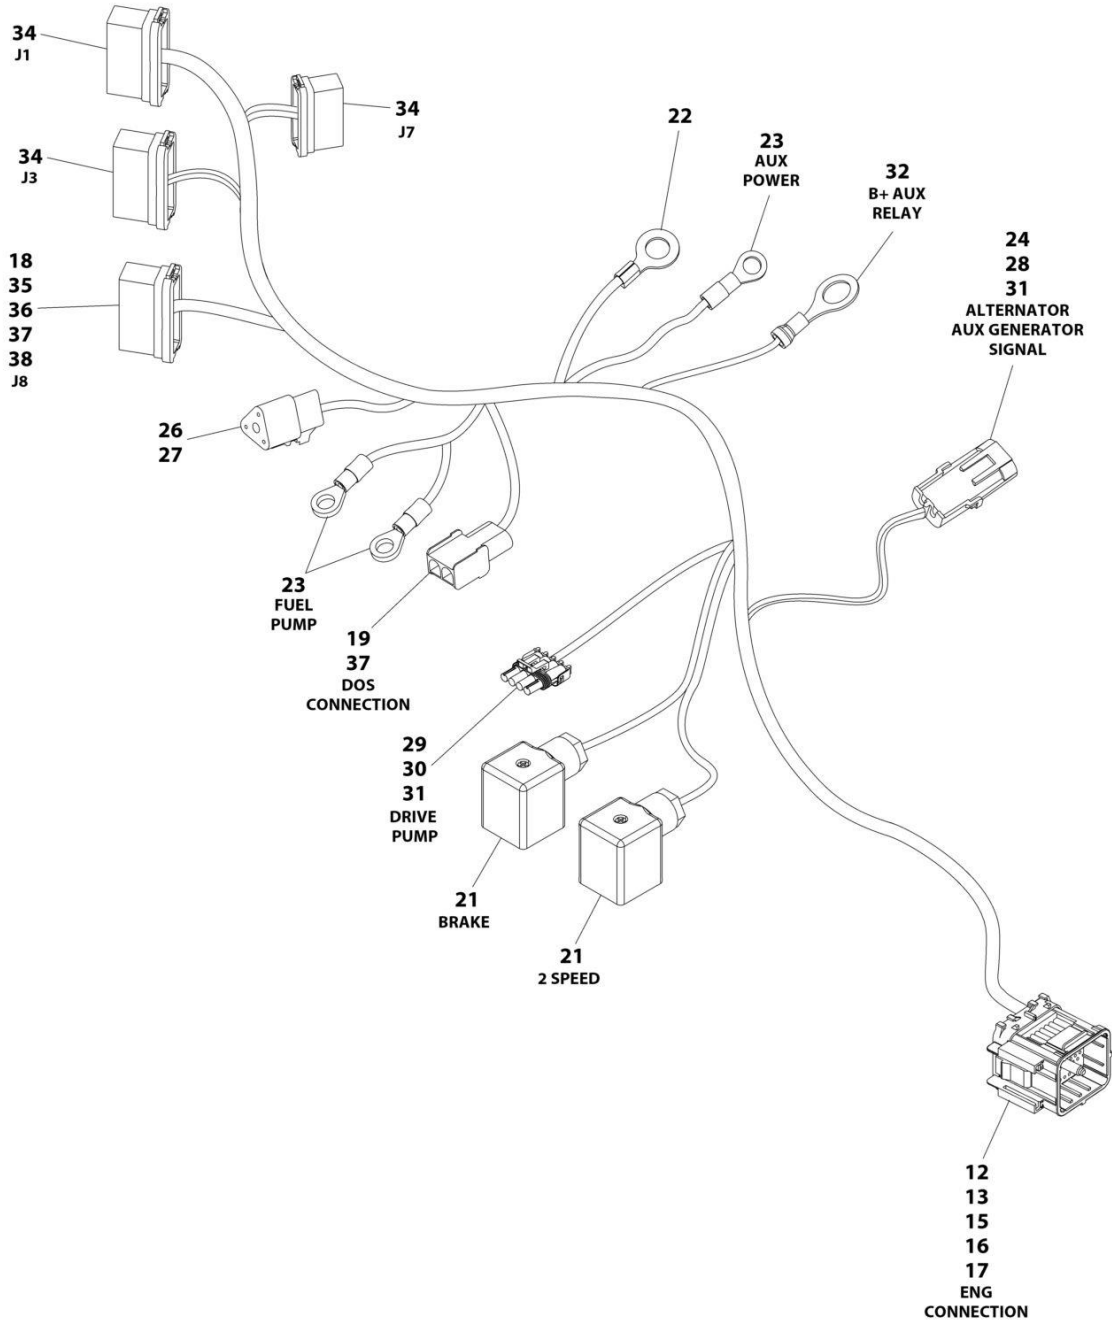 34
J1
34
J7
34
J3
22
23
AUX
POWER
32
B+ AUX
RELAY
24
28
31
ALTERNATOR
AUX GENERATOR
SIGNAL
18
35
36
37
38
J8
26
27
23
FUEL
PUMP
19
37
DOS
CONNECTION
29
30
31
DRIVE
PUMP
21
BRAKE
21
2 SPEED
12
13
15
16
17
ENG
CONNECTION